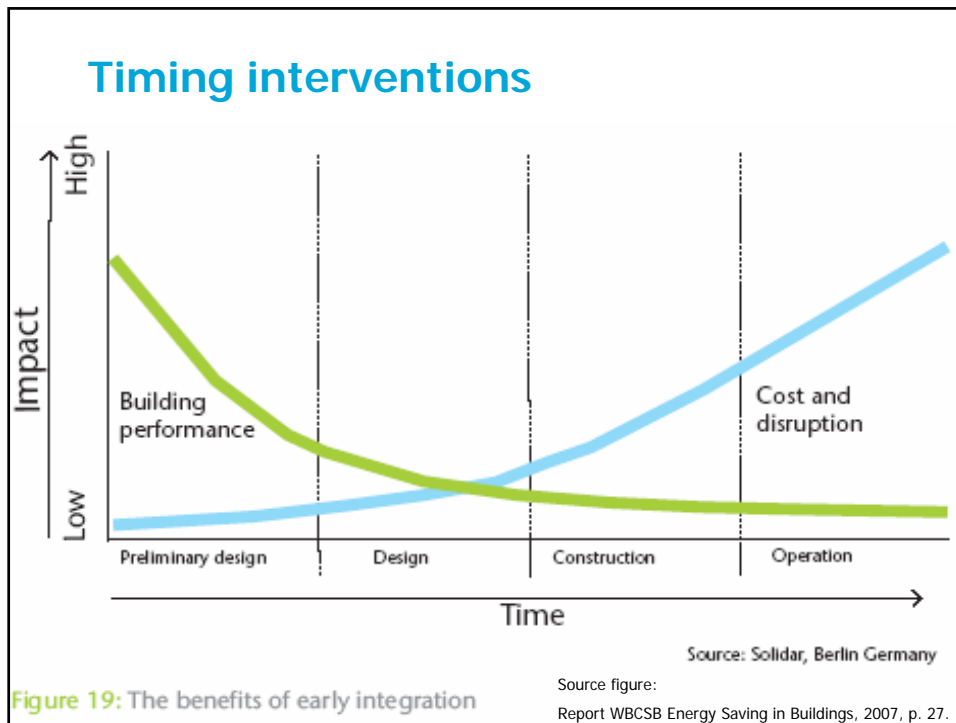 Timing interventions
High
Impact
Low
Building
performance
Cost and
disruption
Preliminary design
Design
Construction
Operation
Time
Source: Solidar, Berlin Germany
Figure 19: The benefits of early integration
Source figure:
Report WBCSB Energy Saving in Buildings, 2007, p. 27.